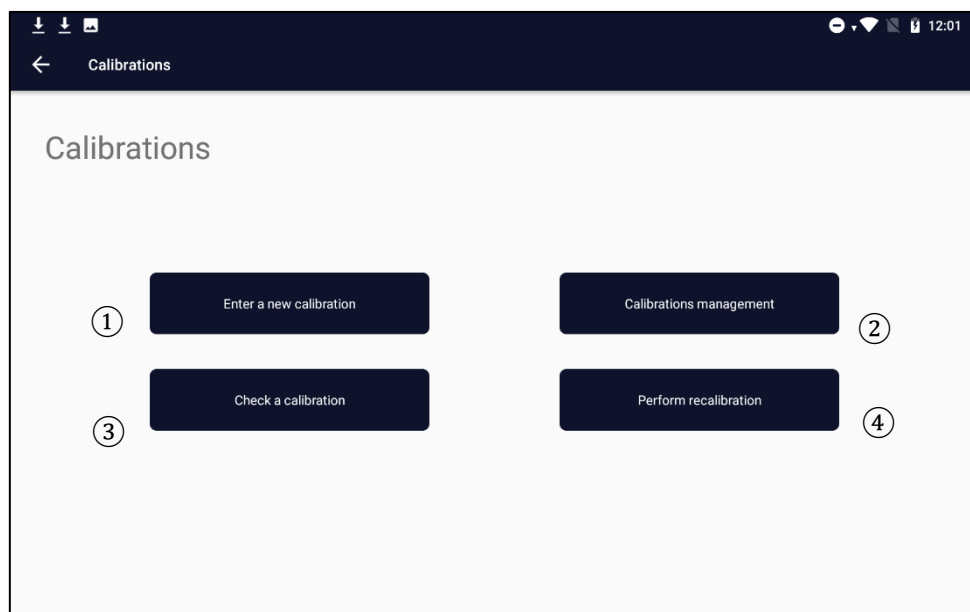 12:01
Calibrations
Calibrations
Enter a new calibration
Calibrations management
①
②
Check a calibration
Perform recalibration
③
④